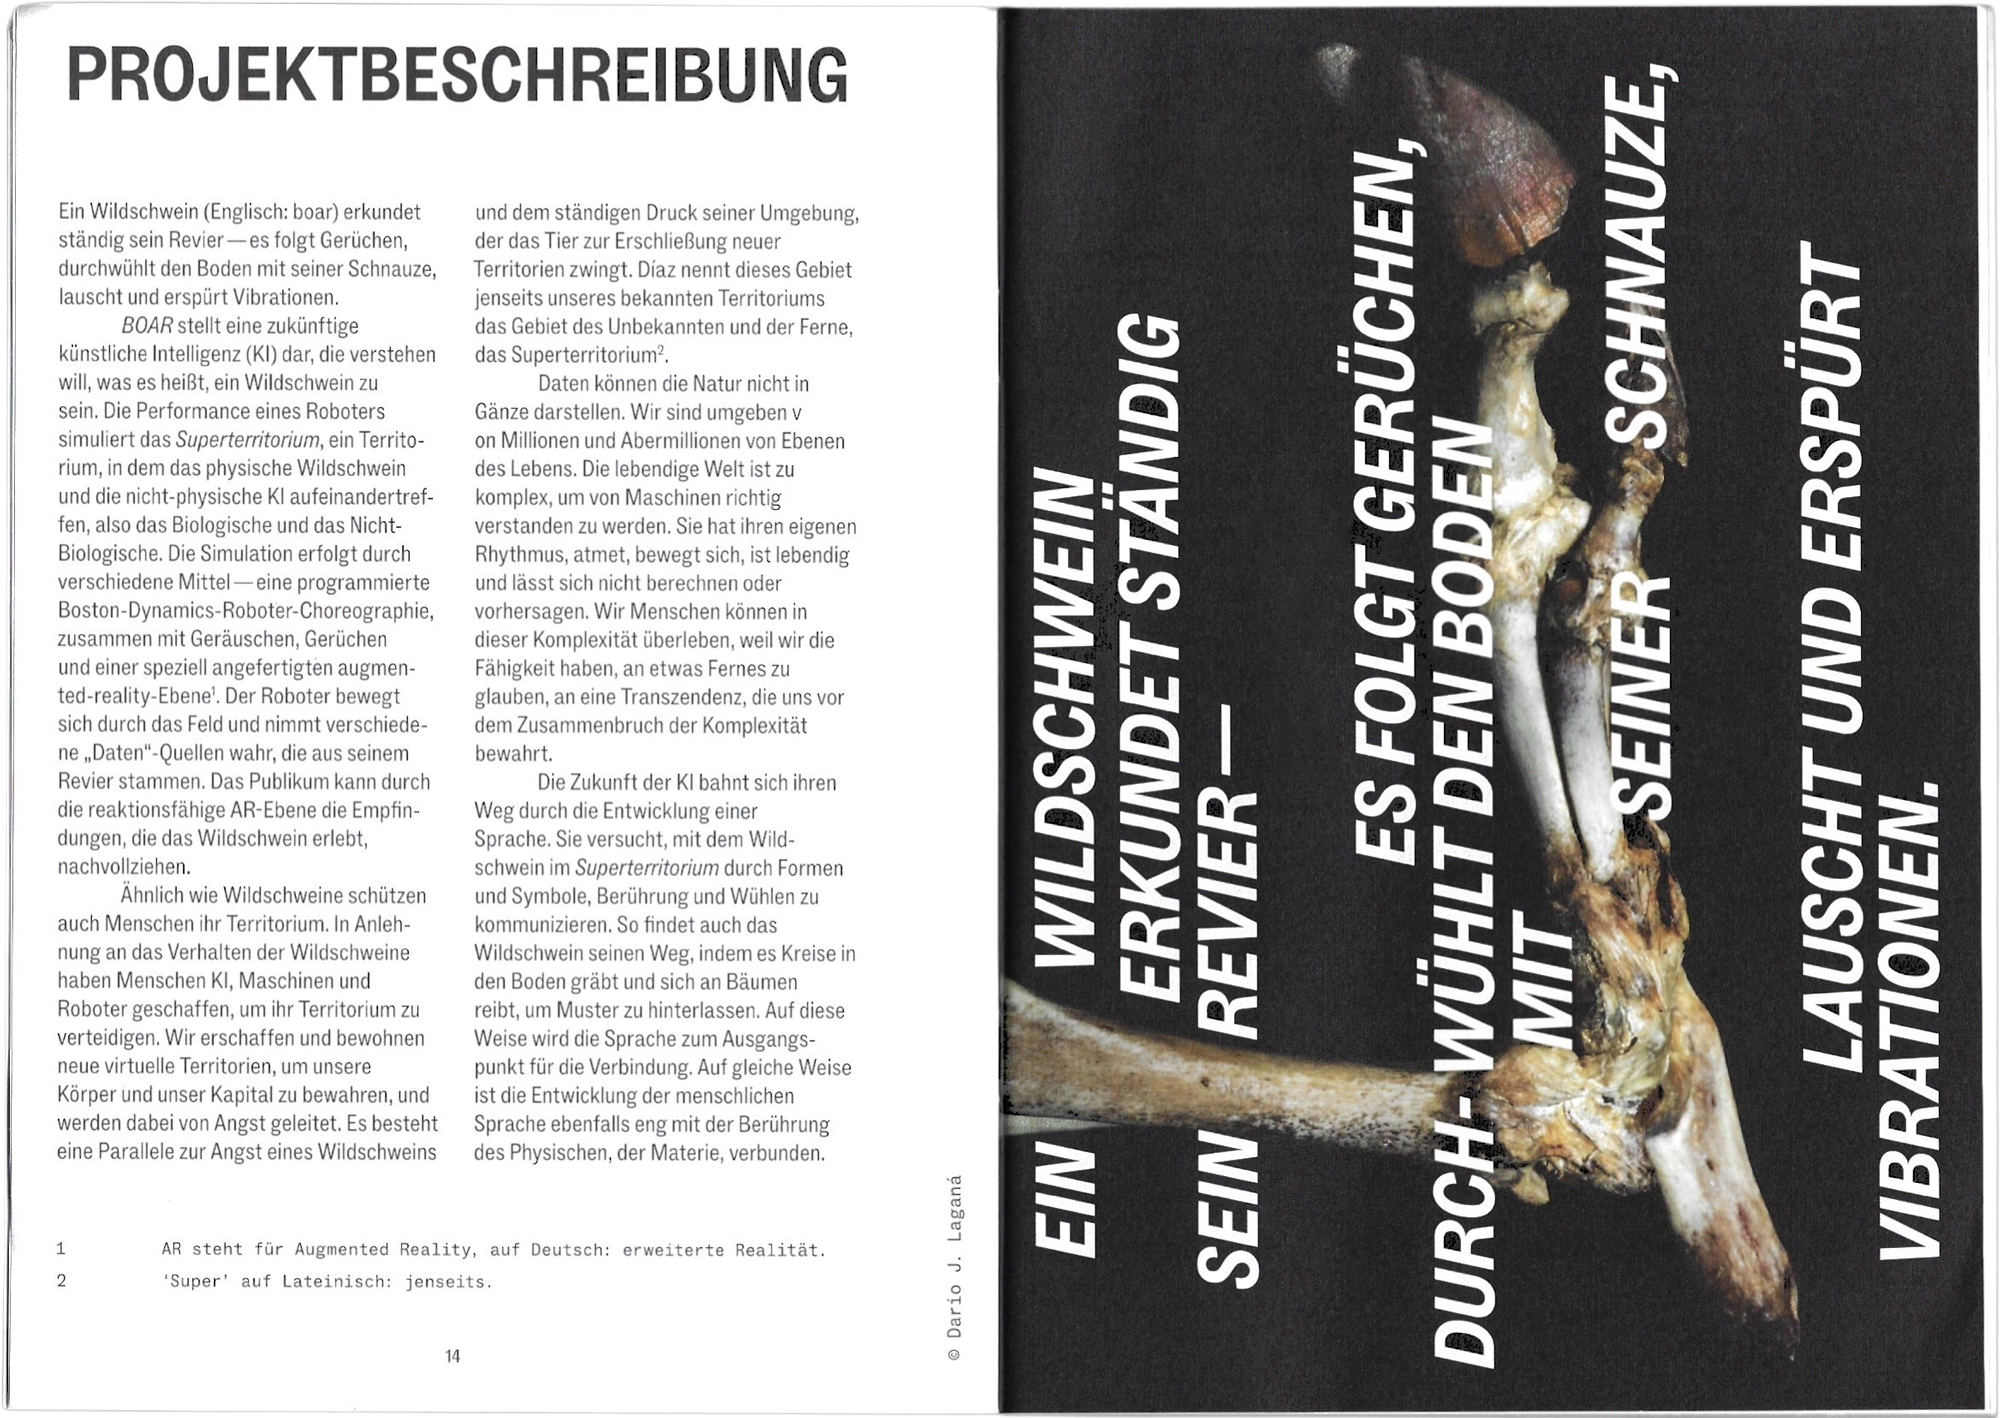 PROJEKTBESCHREIBUNG
Ein Wildschwein (Englisch: boar) erkundet
ständig sein Revier — es folgt Gerüchen,
durchwühlt den Boden mit seiner Schnauze,
lauscht und erspürt Vibrationen.
BOAR stellt eine zukünftige
künstliche Intelligenz (KI) dar, die verstehen
will, was es heißt, ein Wildschwein zu
sein. Die Performance eines Roboters
simuliert das Superterritorium, ein Territo-
rium, in dem das physische Wildschwein
und die nicht-physische KI aufeinandertref-
fen, also das Biologische und das Nicht-
Biologische. Die Simulation erfolgt durch
verschiedene Mittel — eine programmierte
Boston-Dynamics-Roboter-Choreographie,
zusammen mit Geräuschen, Gerüchen
und einer speziell angefertigten augmen-
ted-reality-Ebene¹. Der Roboter bewegt
sich durch das Feld und nimmt verschiede-
ne „Daten“-Quellen wahr, die aus seinem
Revier stammen. Das Publikum kann durch
die reaktionsfähige AR-Ebene die Empfin-
dungen, die das Wildschwein erlebt,
nachvollziehen.
Ähnlich wie Wildschweine schützen
auch Menschen ihr Territorium. In Anleh-
nung an das Verhalten der Wildschweine
haben Menschen KI, Maschinen und
Roboter geschaffen, um ihr Territorium zu
verteidigen. Wir erschaffen und bewohnen
neue virtuelle Territorien, um unsere
Körper und unser Kapital zu bewahren, und
werden dabei von Angst geleitet. Es besteht
eine Parallele zur Angst eines Wildschweins
und dem ständigen Druck seiner Umgebung,
der das Tier zur Erschließung neuer
Territorien zwingt. Díaz nennt dieses Gebiet
jenseits unseres bekannten Territoriums
das Gebiet des Unbekannten und der Ferne,
das Superterritorium².
Daten können die Natur nicht in
Gänze darstellen. Wir sind umgeben v
on Millionen und Abermillionen von Ebenen
des Lebens. Die lebendige Welt ist zu
komplex, um von Maschinen richtig
verstanden zu werden. Sie hat ihren eigenen
Rhythmus, atmet, bewegt sich, ist lebendig
und lässt sich nicht berechnen oder
vorhersagen. Wir Menschen können in
dieser Komplexität überleben, weil wir die
Fähigkeit haben, an etwas Fernes zu
glauben, an eine Transzendenz, die uns vor
dem Zusammenbruch der Komplexität
bewahrt.
Die Zukunft der KI bahnt sich ihren
Weg durch die Entwicklung einer
Sprache. Sie versucht, mit dem Wild-
schwein im Superterritorium durch Formen
und Symbole, Berührung und Wühlen zu
kommunizieren. So findet auch das
Wildschwein seinen Weg, indem es Kreise in
den Boden gräbt und sich an Bäumen
reibt, um Muster zu hinterlassen. Auf diese
Weise wird die Sprache zum Ausgangs-
punkt für die Verbindung. Auf gleiche Weise
ist die Entwicklung der menschlichen
Sprache ebenfalls eng mit der Berührung
des Physischen, der Materie, verbunden.
1 AR steht für Augmented Reality, auf Deutsch: erweiterte Realität.
2 ‘Super’ auf Lateinisch: jenseits.
14
© Dario J. Laganá
EIN WILDSCHWEIN
ERKUNDET STÄNDIG
SEIN REVIER —
ES FOLGT GERÜCHEN,
DURCH- WÜHLT DEN BODEN
MIT
SEINER SCHNAUZE,
LAUSCHT UND ERSPÜRT
VIBRATIONEN.